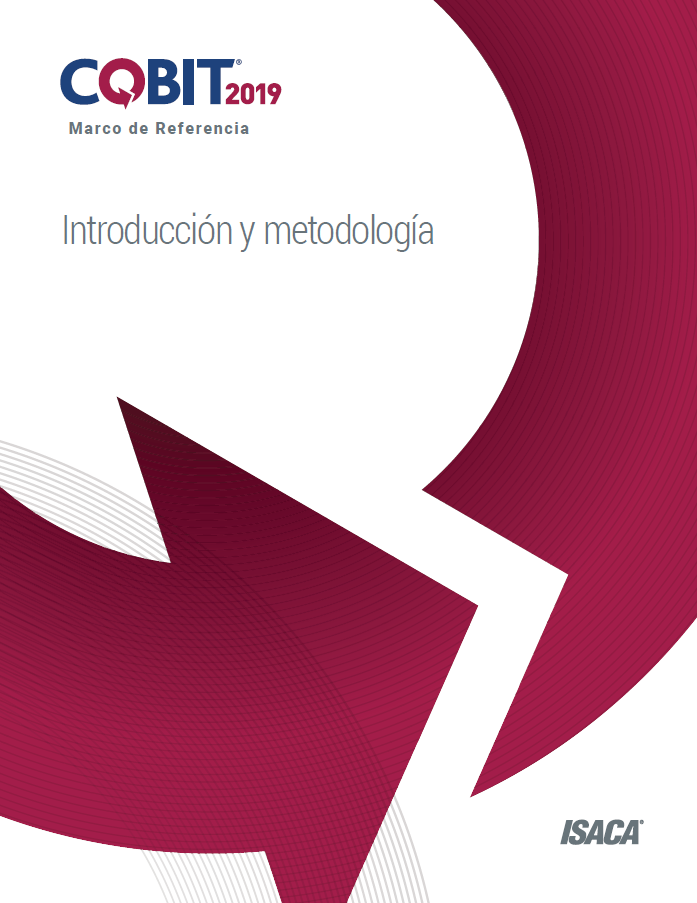 COBIT® 2019
Marco de Referencia
Introducción y metodología
ISACA®